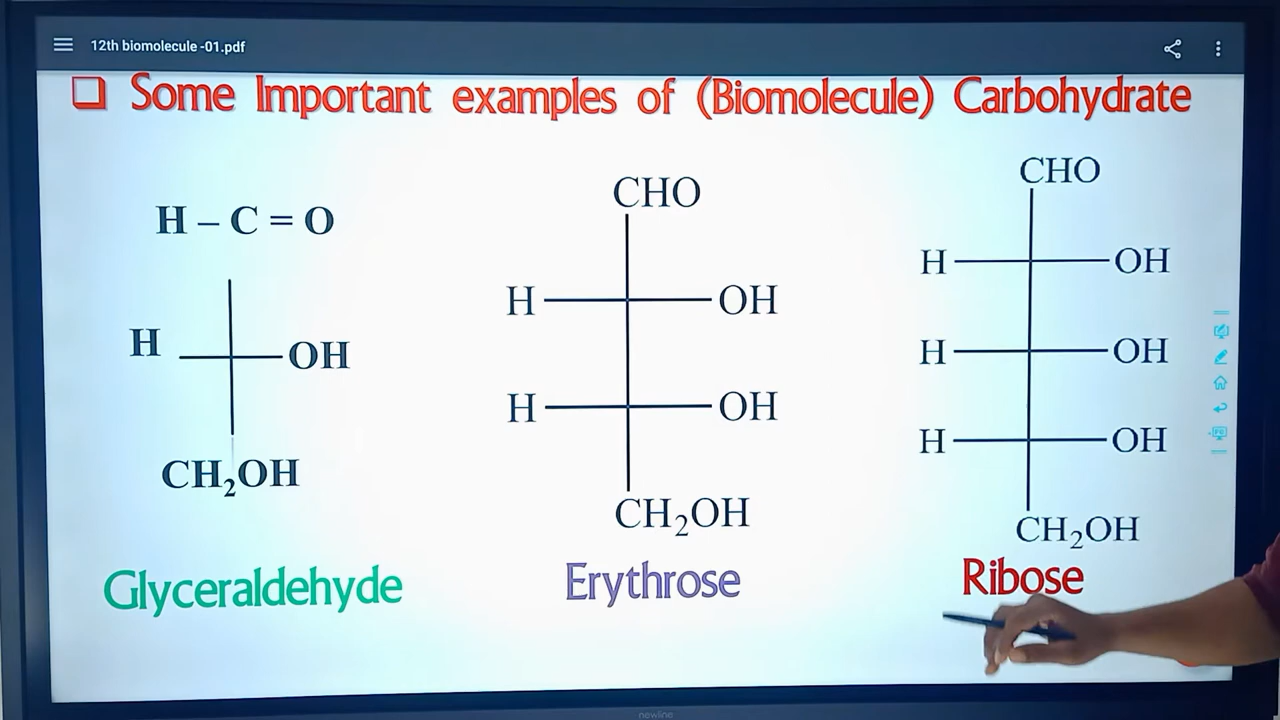 12th biomolecule -01.pdf
Some Important examples of (Biomolecule) Carbohydrate
H – C = O
H
OH
CH₂OH
Glyceraldehyde
CHO
H OH
H OH
CH₂OH
Erythrose
CHO
H OH
H OH
H OH
CH₂OH
Ribose
newline